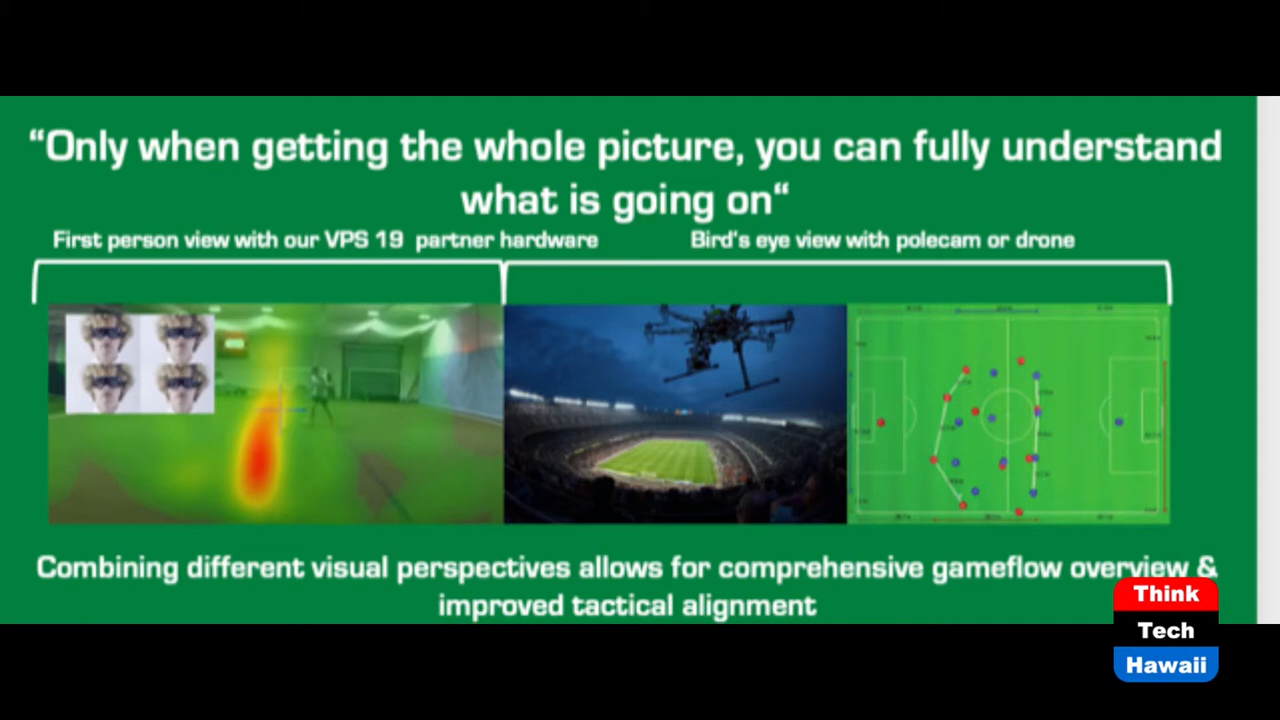 “Only when getting the whole picture, you can fully understand
what is going on“
First person view with our VPS 19 partner hardware
Bird's eye view with polecam or drone
Combining different visual perspectives allows for comprehensive gameflow overview &
improved tactical alignment
Think
Tech
Hawaii